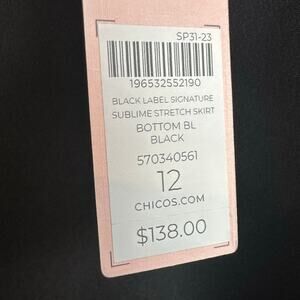 SP31-23
196532552190
BLACK LABEL SIGNATURE
SUBLIME STRETCH SKIRT
BOTTOM BL
BLACK
570340561
12
CHICOS.COM
$138.00